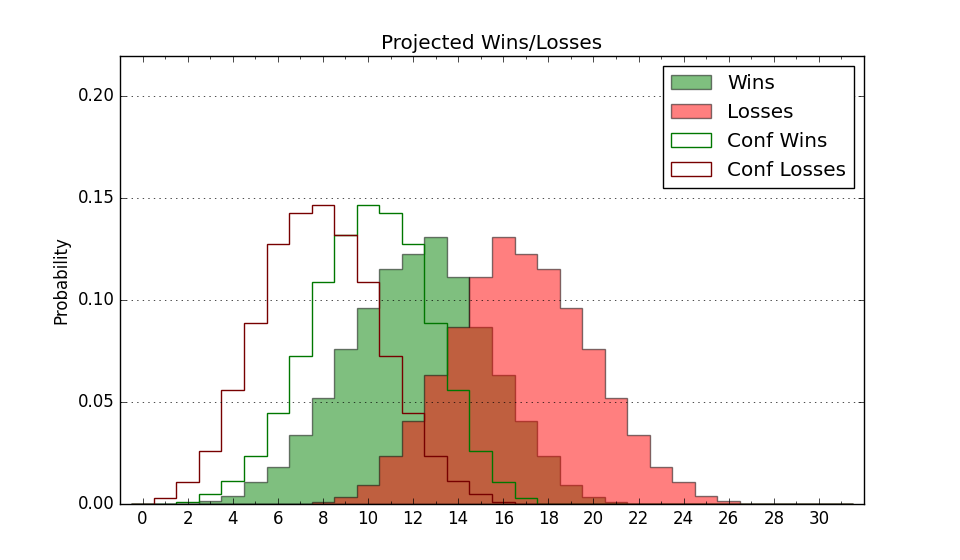 Projected Wins/Losses
Wins
Losses
Conf Wins
Conf Losses
Probability
0.20
0.15
0.10
0.05
0.00
0 2 4 6 8 10 12 14 16 18 20 22 24 26 28 30